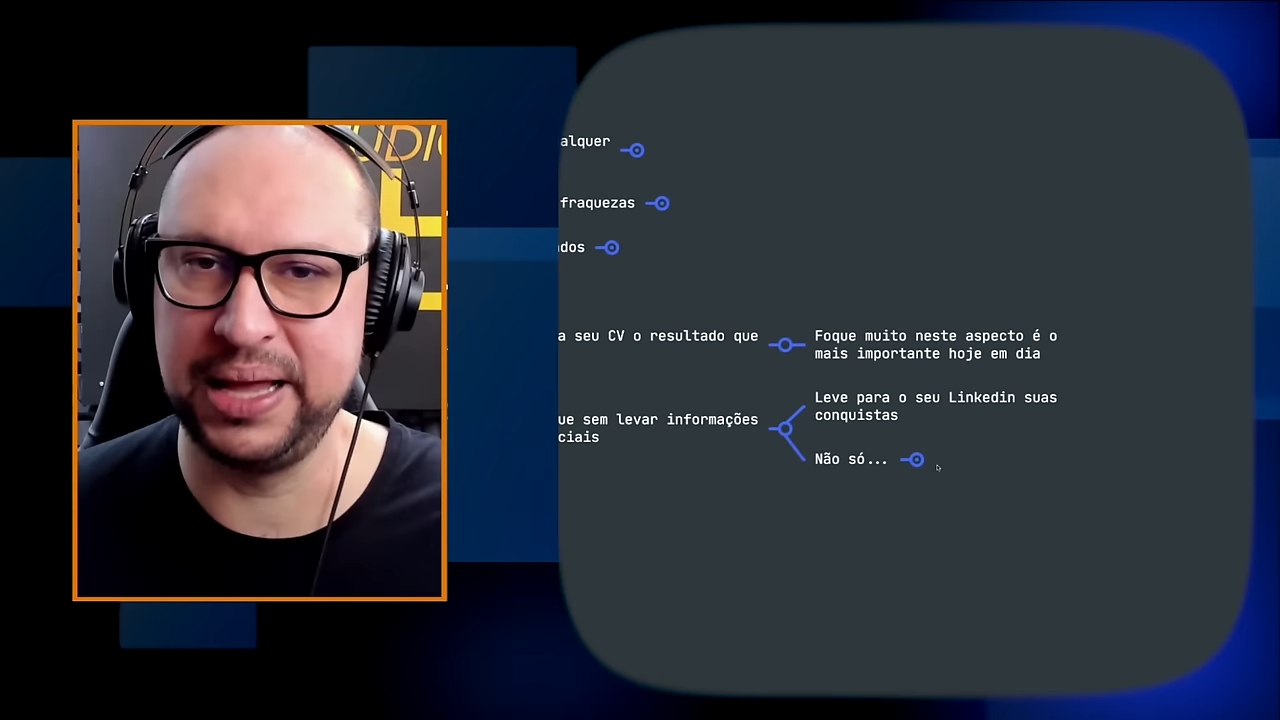 alquer
fraquezas
dos
a seu CV o resultado que
Foque muito neste aspecto é o
mais importante hoje em dia
Leve para o seu Linkedin suas
conquistas
ue sem levar informações
ciais
Não só...